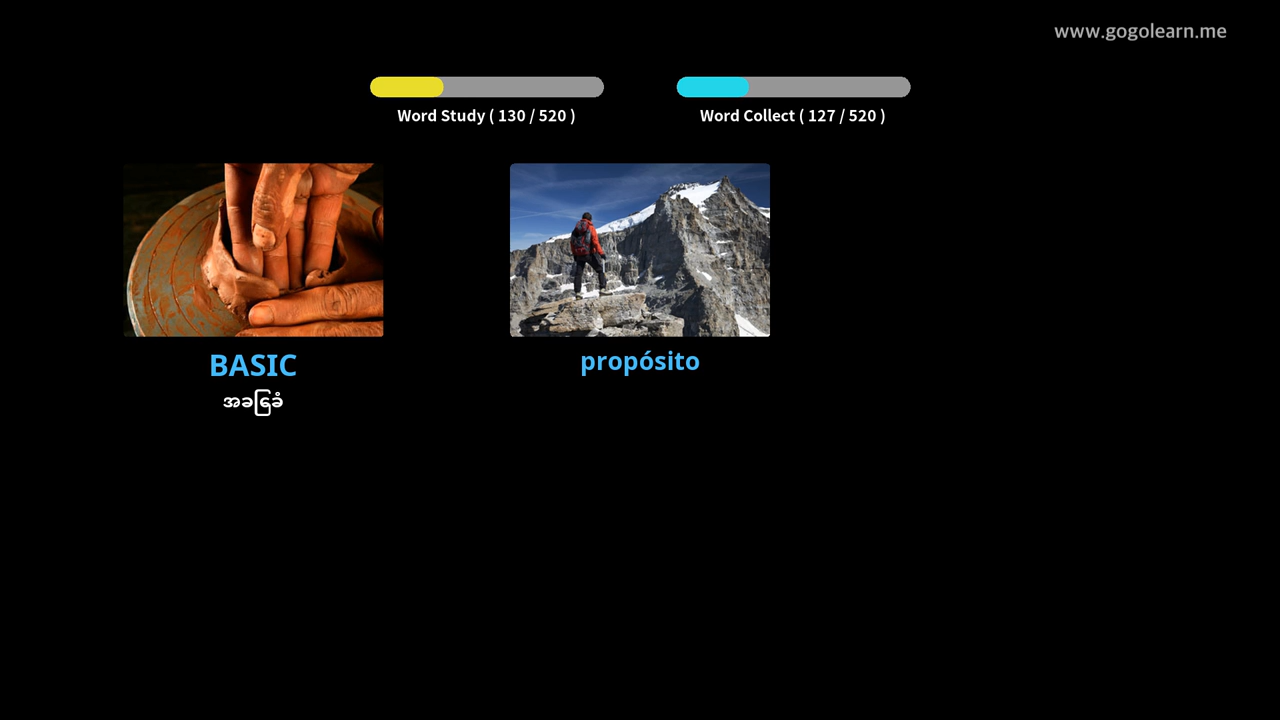 www.gogolearn.me
Word Study ( 130 / 520 )
Word Collect ( 127 / 520 )
BASIC
အခြေခံ
propósito